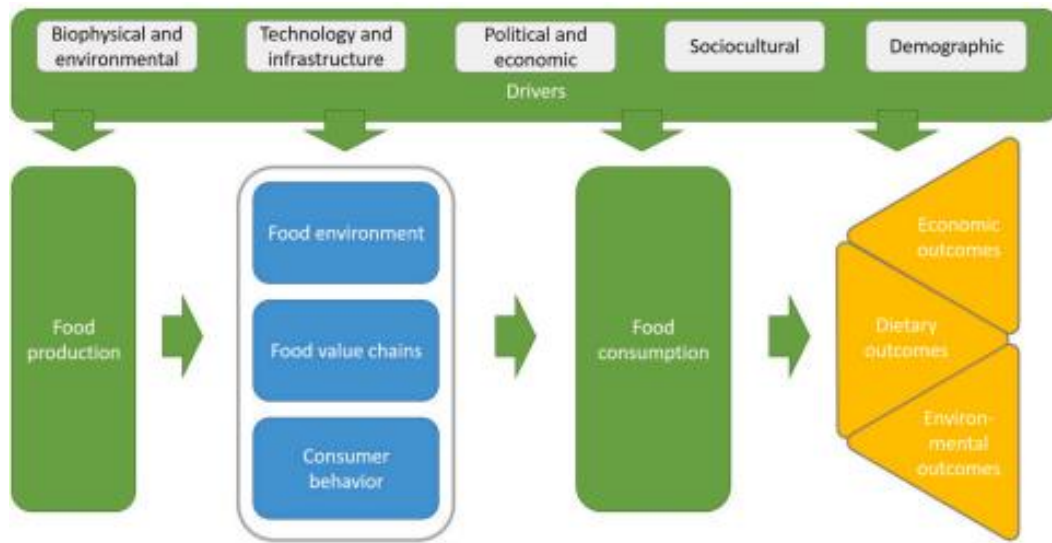 Biophysical and
environmental
Technology and
infrastructure
Political and
economic
Sociocultural
Demographic
Drivers
Food
production
Food environment
Food value chains
Consumer
behavior
Food
consumption
Economic
outcomes
Dietary
outcomes
Environ-
mental
outcomes